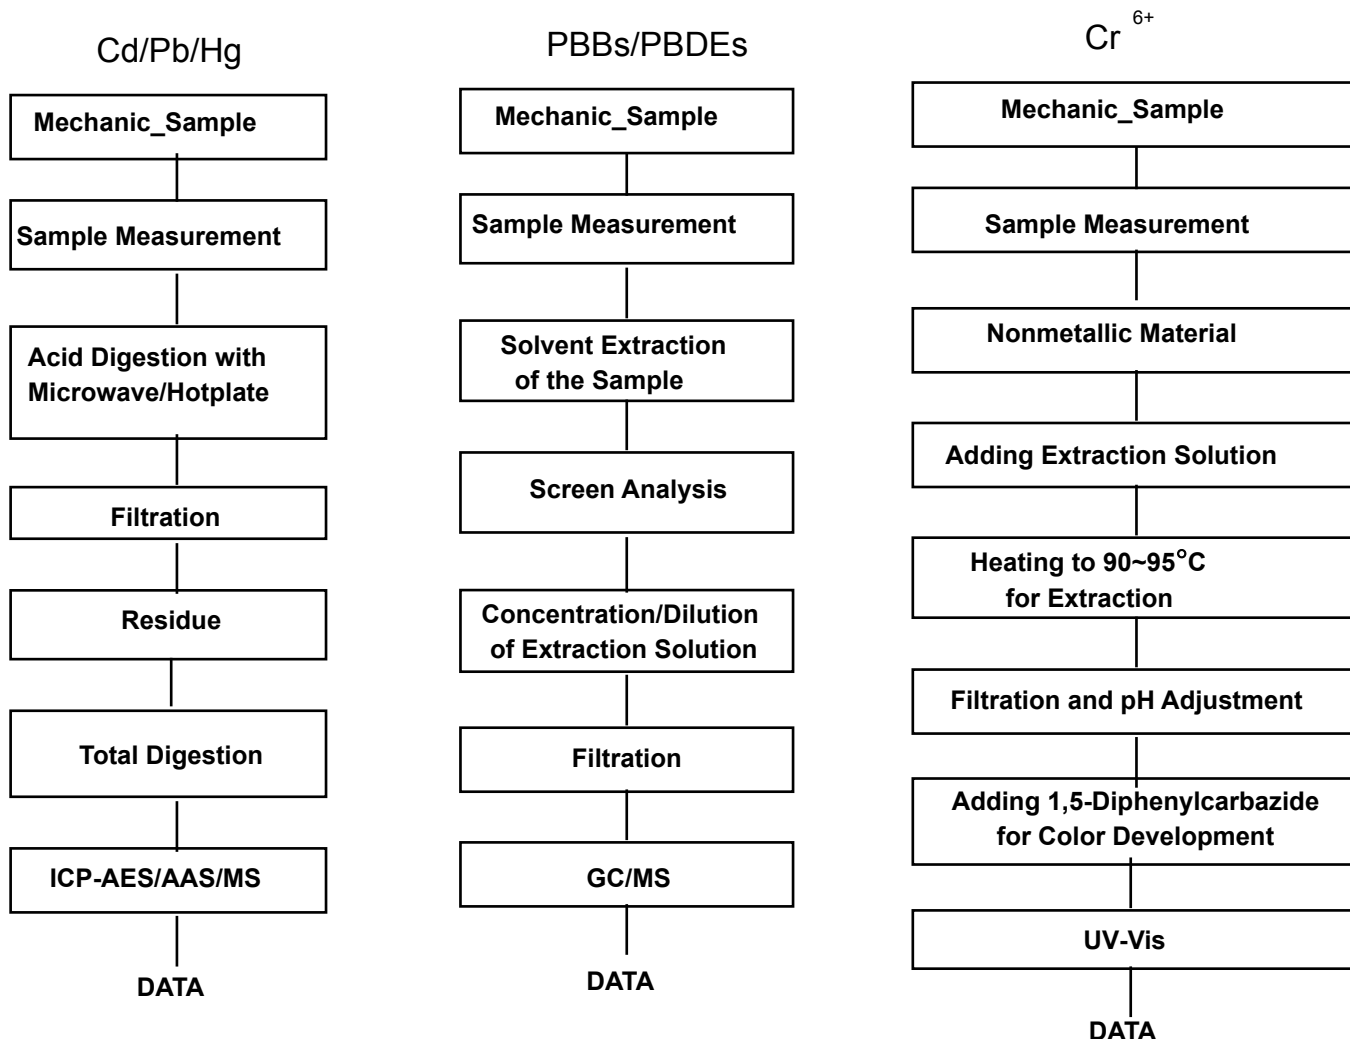 Cd/Pb/Hg
Mechanic_Sample
Sample Measurement
Acid Digestion with
Microwave/Hotplate
Filtration
Residue
Total Digestion
ICP-AES/AAS/MS
DATA
PBBs/PBDEs
Mechanic_Sample
Sample Measurement
Solvent Extraction
of the Sample
Screen Analysis
Concentration/Dilution
of Extraction Solution
Filtration
GC/MS
DATA
Cr 6+
Mechanic_Sample
Sample Measurement
Nonmetallic Material
Adding Extraction Solution
Heating to 90~95°C
for Extraction
Filtration and pH Adjustment
Adding 1,5-Diphenylcarbazide
for Color Development
UV-Vis
DATA